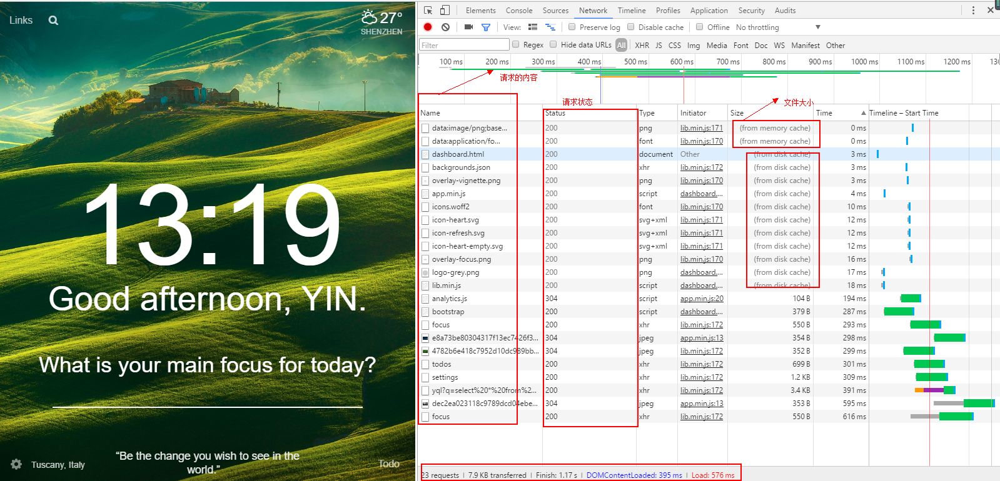 Links
27°
SHENZHEN
13:19
Good afternoon, YIN.
What is your main focus for today?
“Be the change you wish to see in the
world.”
Tuscany, Italy
Todo
Elements Console Sources Network Timeline Profiles Application Security Audits
View: Preserve log Disable cache Offline No throttling
Filter Regex Hide data URLs All XHR JS CSS Img Media Font Doc WS Manifest Other
100 ms 200 ms 300 ms 400 ms 500 ms 600 ms 700 ms 800 ms 900 ms 1000 ms 1100 ms 1200 ms 130
请求的内容
请求状态
文件大小
Name Status Type Initiator Size Time Timeline – Start Time
data:image/png;base... 200 png lib.min.js:171 (from memory cache) 0 ms
data:application/fo... 200 font lib.min.js:170 (from memory cache) 0 ms
dashboard.html 200 document Other (from disk cache) 3 ms
backgrounds.json 200 xhr lib.min.js:172 (from disk cache) 3 ms
overlay-vignette.png 200 png lib.min.js:170 (from disk cache) 3 ms
app.min.js 200 script dashboard.... (from disk cache) 4 ms
icons.woff2 200 font lib.min.js:170 (from disk cache) 10 ms
icon-heart.svg 200 svg+xml lib.min.js:171 (from disk cache) 12 ms
icon-refresh.svg 200 svg+xml lib.min.js:171 (from disk cache) 12 ms
icon-heart-empty.svg 200 svg+xml lib.min.js:171 (from disk cache) 12 ms
overlay-focus.png 200 png lib.min.js:170 (from disk cache) 16 ms
logo-grey.png 200 png dashboard.... (from disk cache) 17 ms
lib.min.js 200 script dashboard.... (from disk cache) 18 ms
analytics.js 304 script app.min.js:20 104 B 194 ms
bootstrap 200 script dashboard.... 379 B 287 ms
focus 200 xhr lib.min.js:172 550 B 293 ms
e8a73be80304317f13ec7426f3... 304 jpeg app.min.js:13 354 B 298 ms
4782b6e418c7952d10dc989bb... 304 jpeg lib.min.js:172 352 B 299 ms
todos 200 xhr lib.min.js:172 699 B 301 ms
settings 200 xhr lib.min.js:172 1.2 KB 309 ms
yql?q=select%20*%20from%2... 200 xhr lib.min.js:172 3.4 KB 391 ms
dec2ea023118c9789dcd04ebe... 304 jpeg app.min.js:13 353 B 595 ms
focus 200 xhr lib.min.js:172 550 B 616 ms
23 requests | 7.9 KB transferred | Finish: 1.17 s | DOMContentLoaded: 395 ms | Load: 576 ms